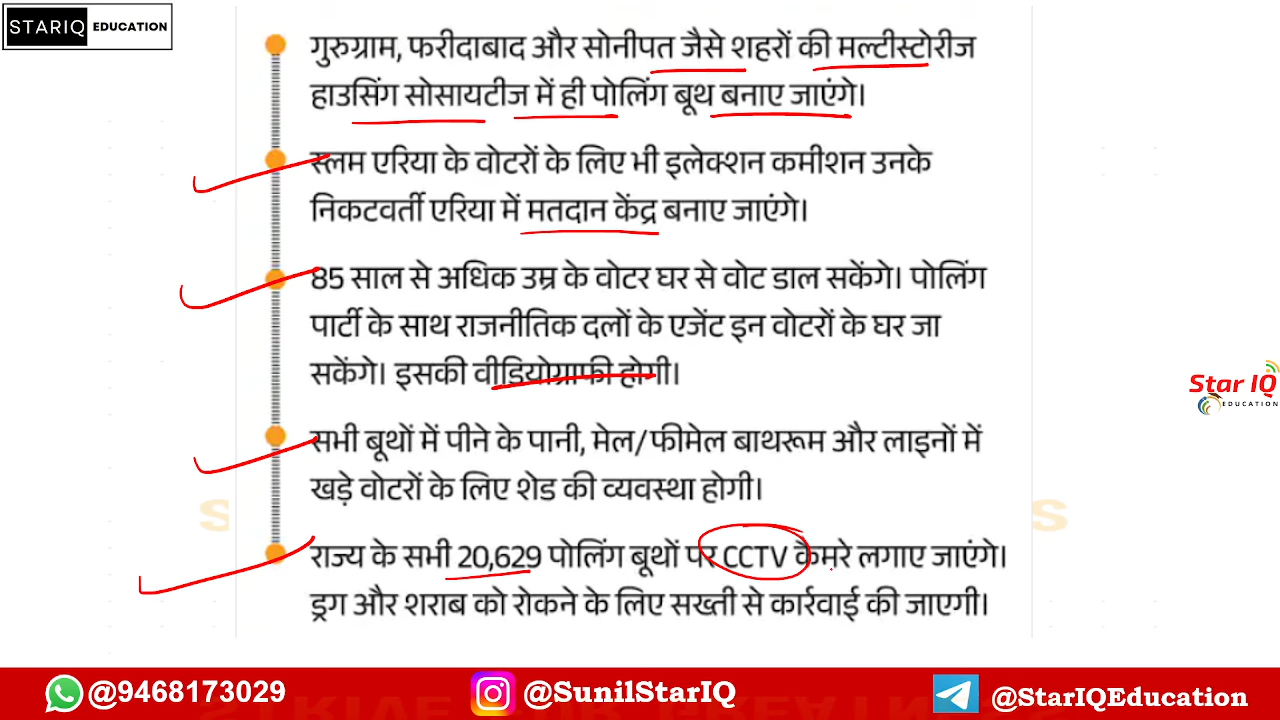 STARIQ EDUCATION
गुरुग्राम, फरीदाबाद और सोनीपत जैसे शहरों की मल्टीस्टोरीज
हाउसिंग सोसायटीज में ही पोलिंग बूथ बनाए जाएंगे।
स्लम एरिया के वोटरों के लिए भी इलेक्शन कमीशन उनके
निकटवर्ती एरिया में मतदान केंद्र बनाए जाएंगे।
85 साल से अधिक उम्र के वोटर घर से वोट डाल सकेंगे। पोलिंग
पार्टी के साथ राजनीतिक दलों के एजेंट इन वोटरों के घर जा
सकेंगे। इसकी वीडियोग्राफी होगी।
Star IQ
EDUCATION
सभी बूथों में पीने के पानी, मेल/फीमेल बाथरूम और लाइनों में
खड़े वोटरों के लिए शेड की व्यवस्था होगी।
राज्य के सभी 20,629 पोलिंग बूथों पर CCTV कैमरे लगाए जाएंगे।
ड्रग और शराब को रोकने के लिए सख्ती से कार्रवाई की जाएगी।
@9468173029 @SunilStarIQ @StarIQEducation